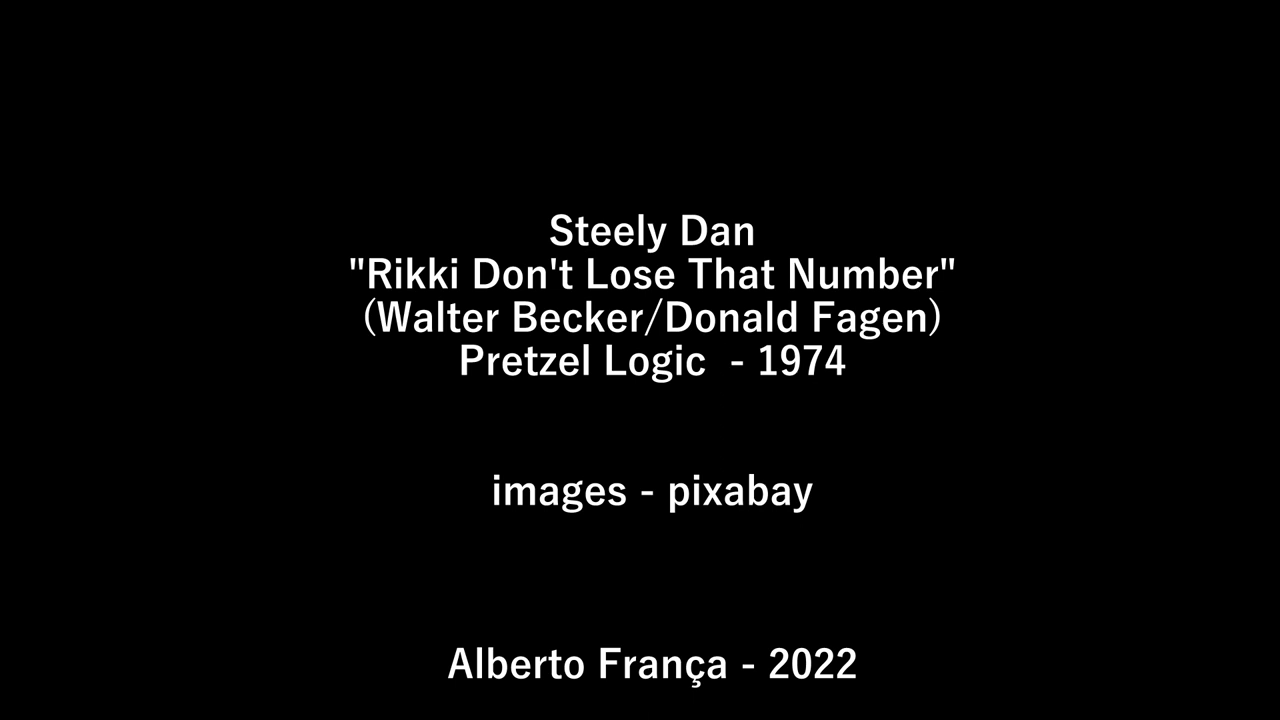 Steely Dan
"Rikki Don't Lose That Number"
(Walter Becker/Donald Fagen)
Pretzel Logic  - 1974
images - pixabay
Alberto França - 2022